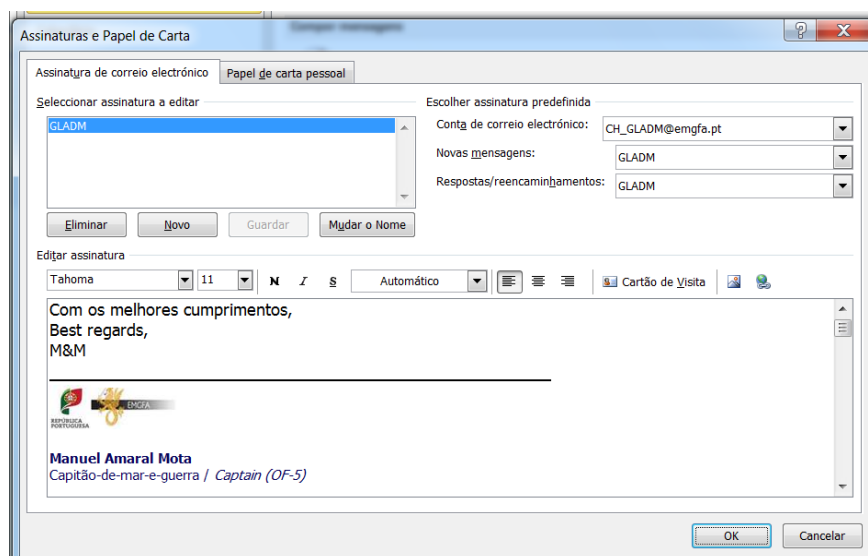 Compor mensagens
Assinaturas e Papel de Carta
Assinatura de correio electrónico
Papel de carta pessoal
Seleccionar assinatura a editar
GLADM
Eliminar
Novo
Guardar
Mudar o Nome
Escolher assinatura predefinida
Conta de correio electrónico:
CH_GLADM@emgfa.pt
Novas mensagens:
GLADM
Respostas/reencaminhamentos:
GLADM
Editar assinatura
Tahoma
11
N
I
S
Automático
Cartão de Visita
Com os melhores cumprimentos,
Best regards,
M&M
REPÚBLICA
PORTUGUESA
EMGFA
Manuel Amaral Mota
Capitão-de-mar-e-guerra / Captain (OF-5)
OK
Cancelar